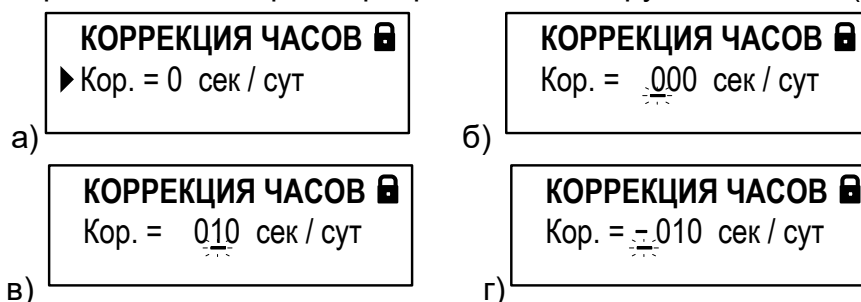 КОРРЕКЦИЯ ЧАСОВ
Кор. = 0 сек / сут
а)
КОРРЕКЦИЯ ЧАСОВ
Кор. = 000 сек / сут
б)
КОРРЕКЦИЯ ЧАСОВ
Кор. = 010 сек / сут
в)
КОРРЕКЦИЯ ЧАСОВ
Кор. = -010 сек / сут
г)